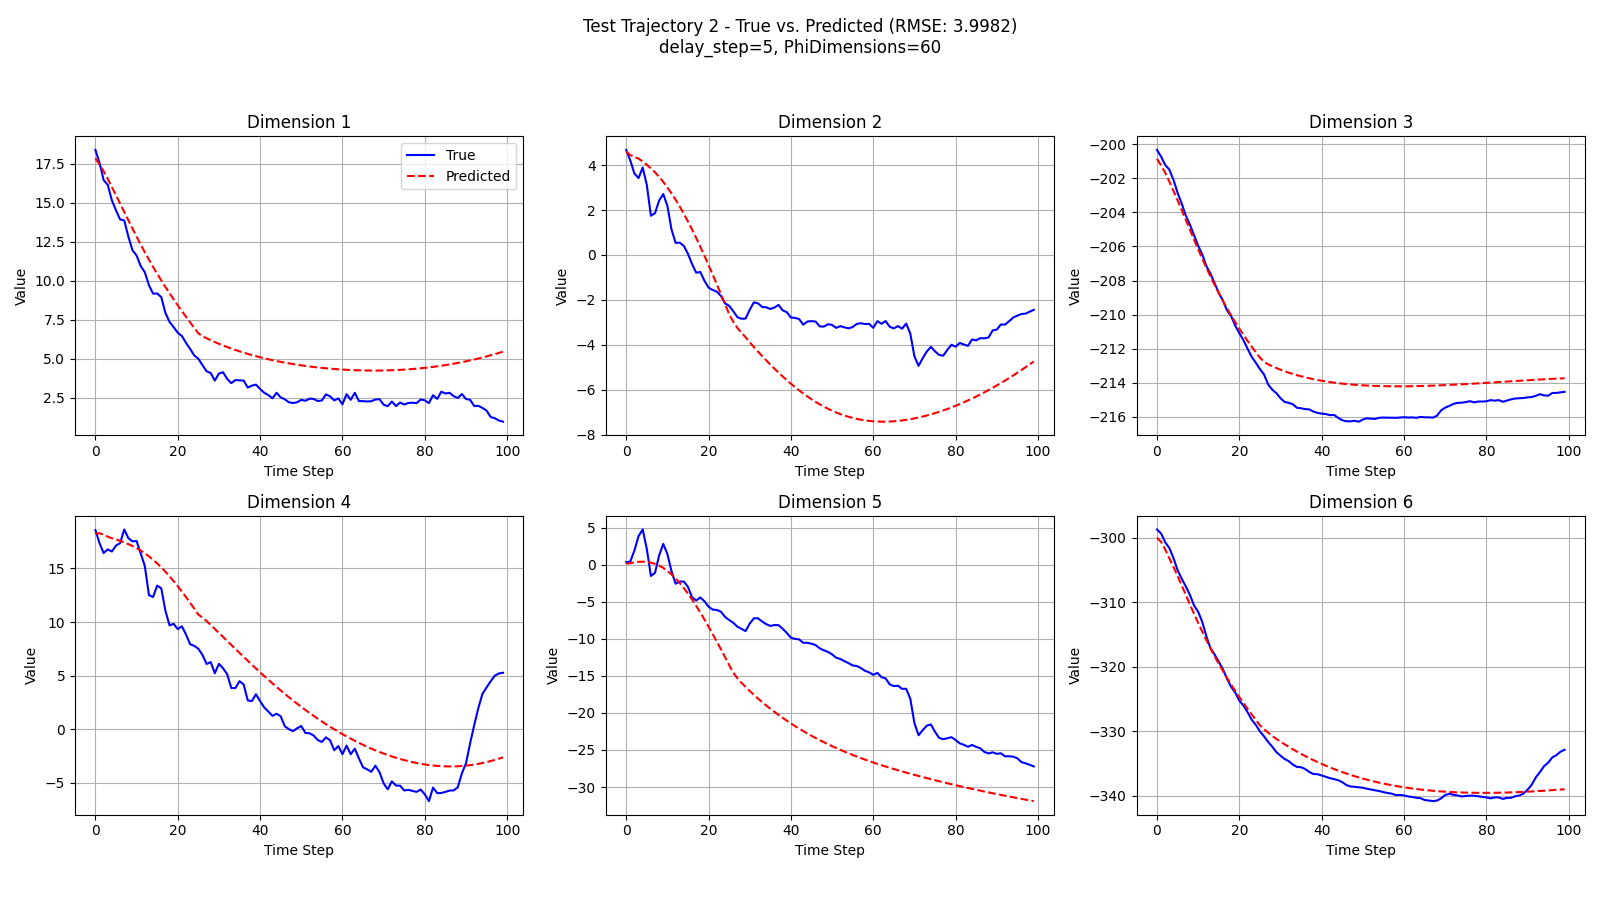 Test Trajectory 2 - True vs. Predicted (RMSE: 3.9982)
delay_step=5, PhiDimensions=60
Dimension 1
Value
17.5
15.0
12.5
10.0
7.5
5.0
2.5
True
Predicted
0 20 40 60 80 100
Time Step
Dimension 2
Value
4
2
0
−2
−4
−6
−8
0 20 40 60 80 100
Time Step
Dimension 3
Value
−200
−202
−204
−206
−208
−210
−212
−214
−216
0 20 40 60 80 100
Time Step
Dimension 4
Value
15
10
5
0
−5
0 20 40 60 80 100
Time Step
Dimension 5
Value
5
0
−5
−10
−15
−20
−25
−30
0 20 40 60 80 100
Time Step
Dimension 6
Value
−300
−310
−320
−330
−340
0 20 40 60 80 100
Time Step